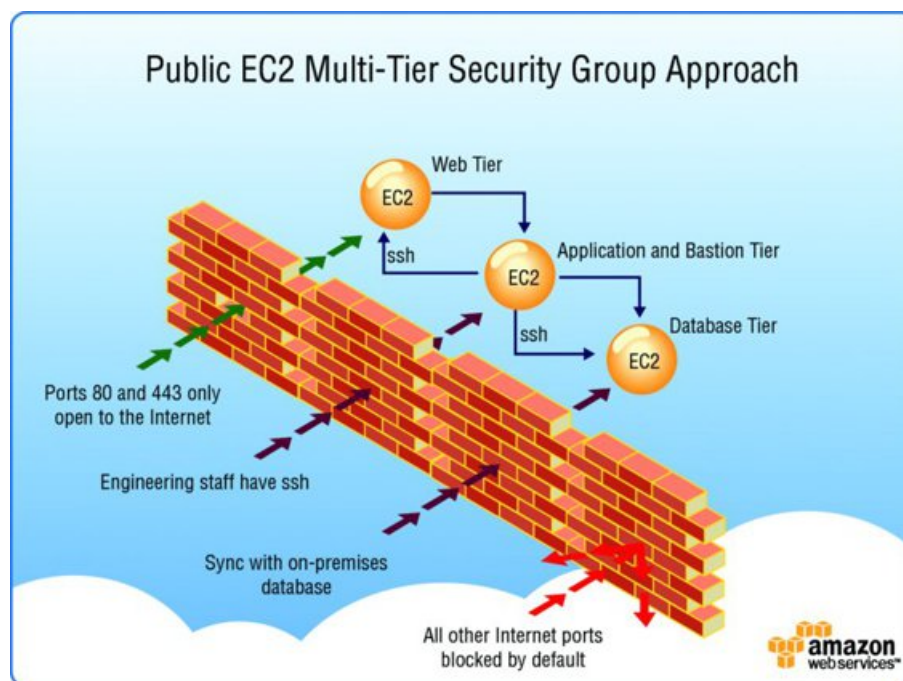 Public EC2 Multi-Tier Security Group Approach
Web Tier
EC2
ssh
Application and Bastion Tier
EC2
ssh
Database Tier
EC2
Ports 80 and 443 only
open to the Internet
Engineering staff have ssh
Sync with on-premises
database
All other Internet ports
blocked by default
amazon
web services™